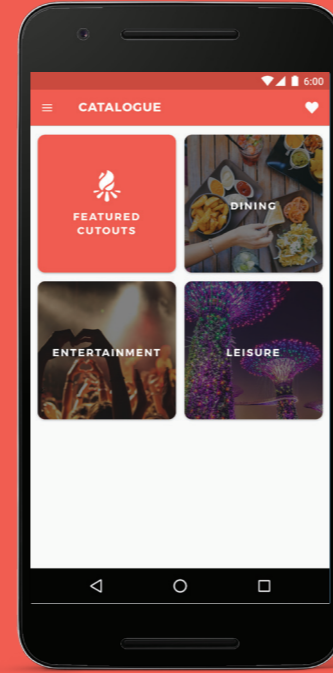 6:00
CATALOGUE
FEATURED
CUTOUTS
DINING
ENTERTAINMENT
LEISURE